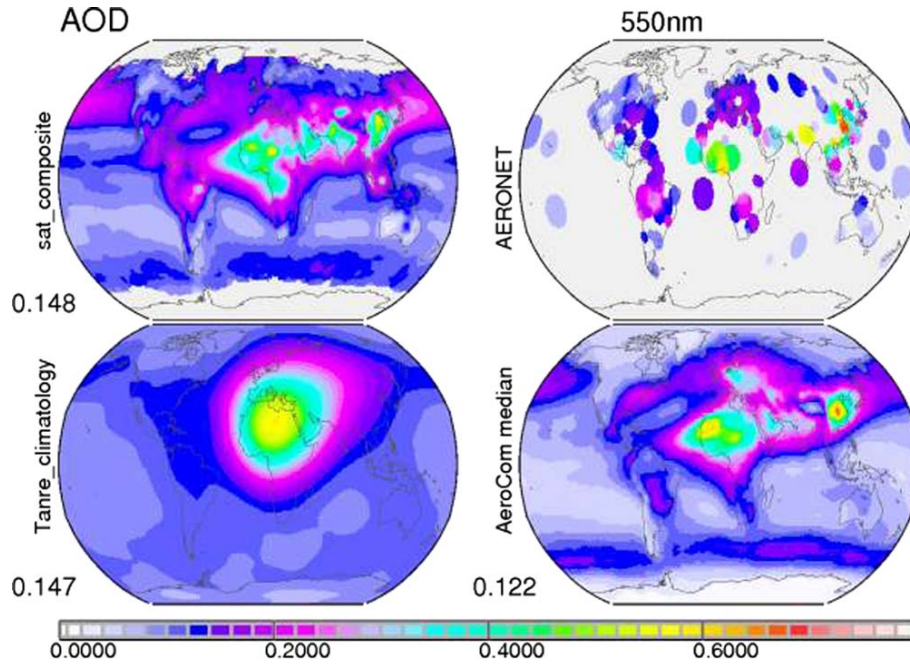 AOD 550nm
sat_composite
AERONET
0.148
Tanre_climatology
AeroCom median
0.147
0.122
0.0000 0.2000 0.4000 0.6000